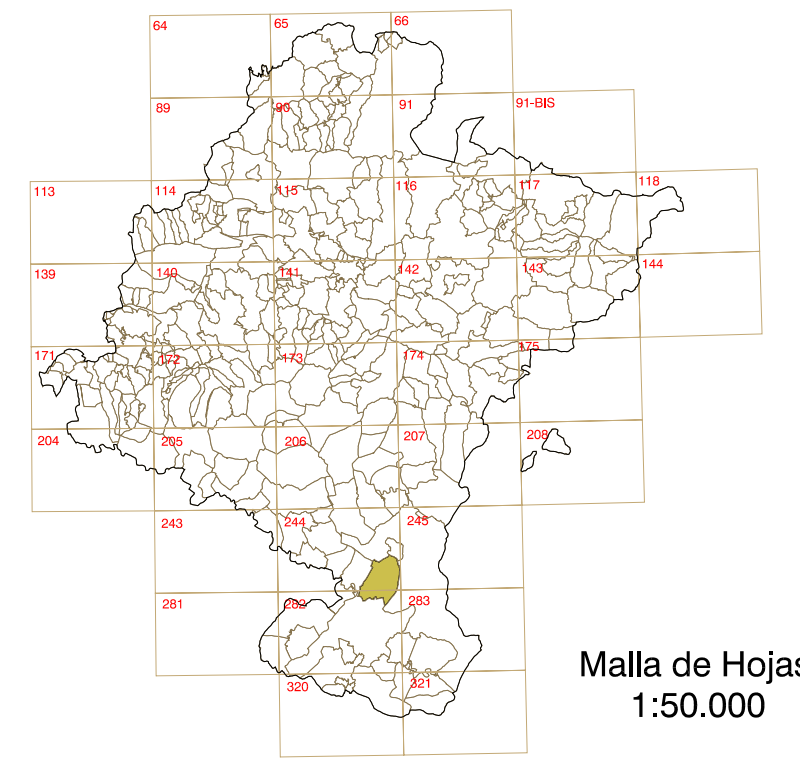 64 65 66
89 90 91 91-BIS
113 114 115 116 117 118
139 140 141 142 143 144
171 172 173 174 175
204 205 206 207 208
243 244 245
281 282 283
320 321
Malla de Hojas
1:50.000